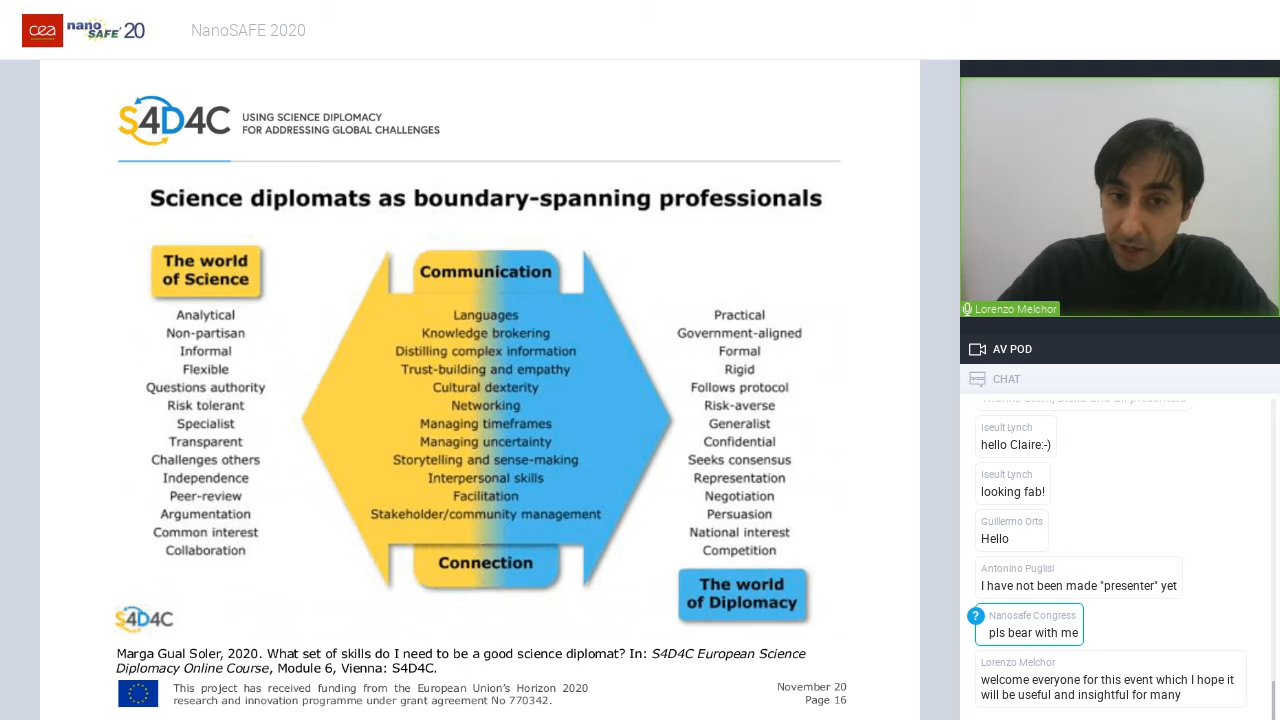 cea
nano
SAFE 20
NanoSAFE 2020
S4D4C
USING SCIENCE DIPLOMACY
FOR ADDRESSING GLOBAL CHALLENGES
Science diplomats as boundary-spanning professionals
The world
of Science
Analytical
Non-partisan
Informal
Flexible
Questions authority
Risk tolerant
Specialist
Transparent
Challenges others
Independence
Peer-review
Argumentation
Common interest
Collaboration
Communication
Languages
Knowledge brokering
Distilling complex information
Trust-building and empathy
Cultural dexterity
Networking
Managing timeframes
Managing uncertainty
Storytelling and sense-making
Interpersonal skills
Facilitation
Stakeholder/community management
Connection
Practical
Government-aligned
Formal
Rigid
Follows protocol
Risk-averse
Generalist
Confidential
Seeks consensus
Representation
Negotiation
Persuasion
National interest
Competition
The world
of Diplomacy
S4D4C
Marga Gual Soler, 2020. What set of skills do I need to be a good science diplomat? In: S4D4C European Science
Diplomacy Online Course, Module 6, Vienna: S4D4C.
This project has received funding from the European Union's Horizon 2020
research and innovation programme under grant agreement No 770342.
November 20
Page 16
Lorenzo Melchor
AV POD
CHAT
Iseult Lynch
hello Claire:-)
Iseult Lynch
looking fab!
Guillermo Orts
Hello
Antonino Puglisi
I have not been made "presenter" yet
?
Nanosafe Congress
pls bear with me
Lorenzo Melchor
welcome everyone for this event which I hope it
will be useful and insightful for many